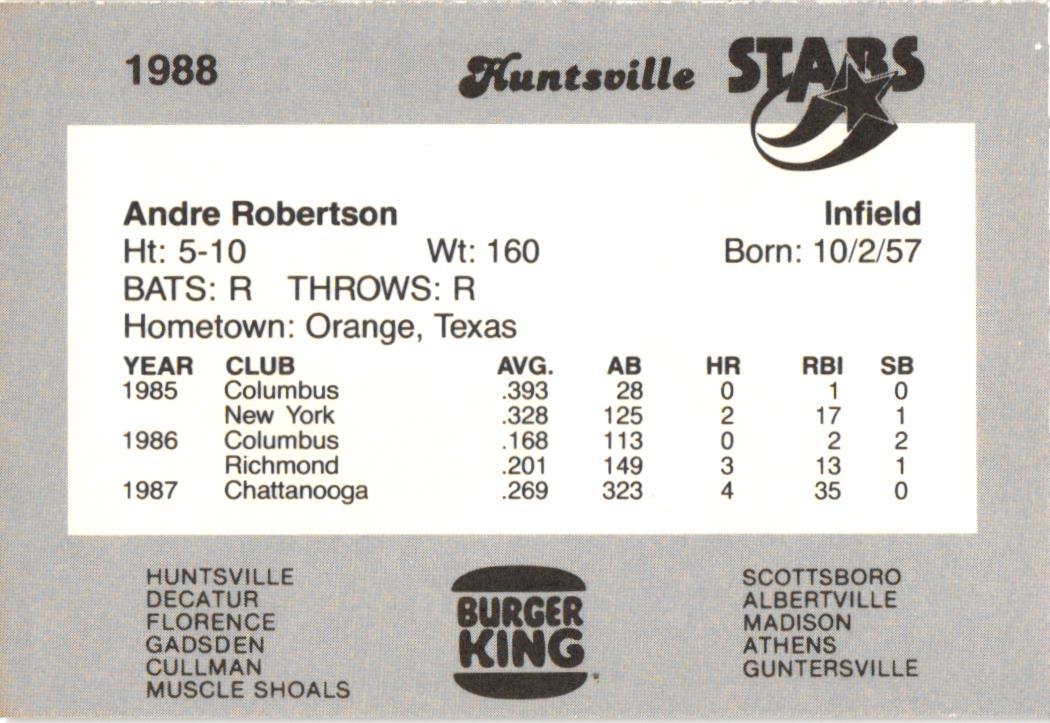 1988 Huntsville STARS
Andre Robertson Infield
Ht: 5-10 Wt: 160 Born: 10/2/57
BATS: R THROWS: R
Hometown: Orange, Texas
YEAR CLUB AVG. AB HR RBI SB
1985 Columbus .393 28 0 1 0
New York .328 125 2 17 1
1986 Columbus .168 113 0 2 2
Richmond .201 149 3 13 1
1987 Chattanooga .269 323 4 35 0
HUNTSVILLE
DECATUR
FLORENCE
GADSDEN
CULLMAN
MUSCLE SHOALS
BURGER
KING
SCOTTSBORO
ALBERTVILLE
MADISON
ATHENS
GUNTERSVILLE